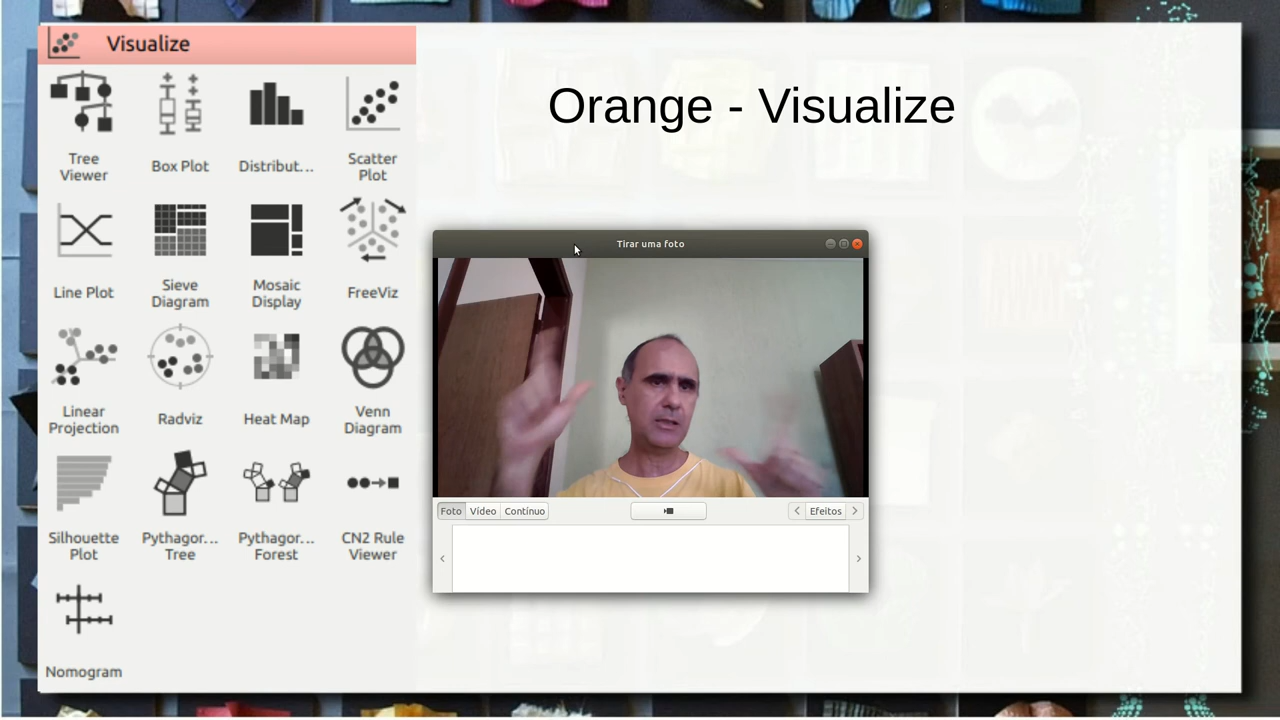 Visualize
Orange - Visualize
Tree
Viewer
Box Plot
Distribut...
Scatter
Plot
Line Plot
Sieve
Diagram
Mosaic
Display
FreeViz
Linear
Projection
Radviz
Heat Map
Venn
Diagram
Silhouette
Plot
Pythagor...
Tree
Pythagor...
Forest
CN2 Rule
Viewer
Nomogram
Tirar uma foto
Foto
Vídeo
Contínuo
Efeitos